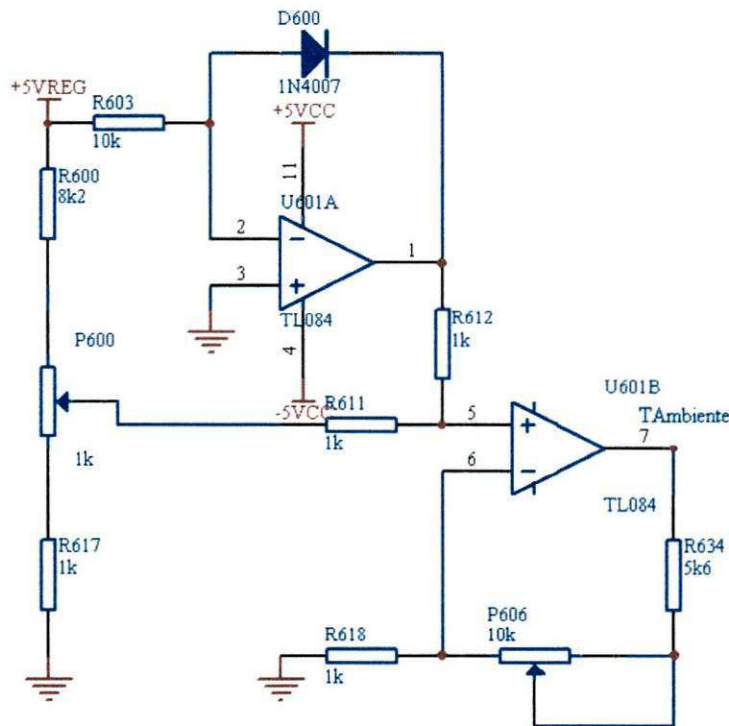 D600
1N4007
+5VREG
R603
10k
+5VCC
11
R600
8k2
U601A
2
1
3
TL084
4
R612
1k
P600
1k
-5VCC
R611
1k
5
6
U601B
TAmbiente
7
TL084
R634
5k6
R617
1k
P606
10k
R618
1k